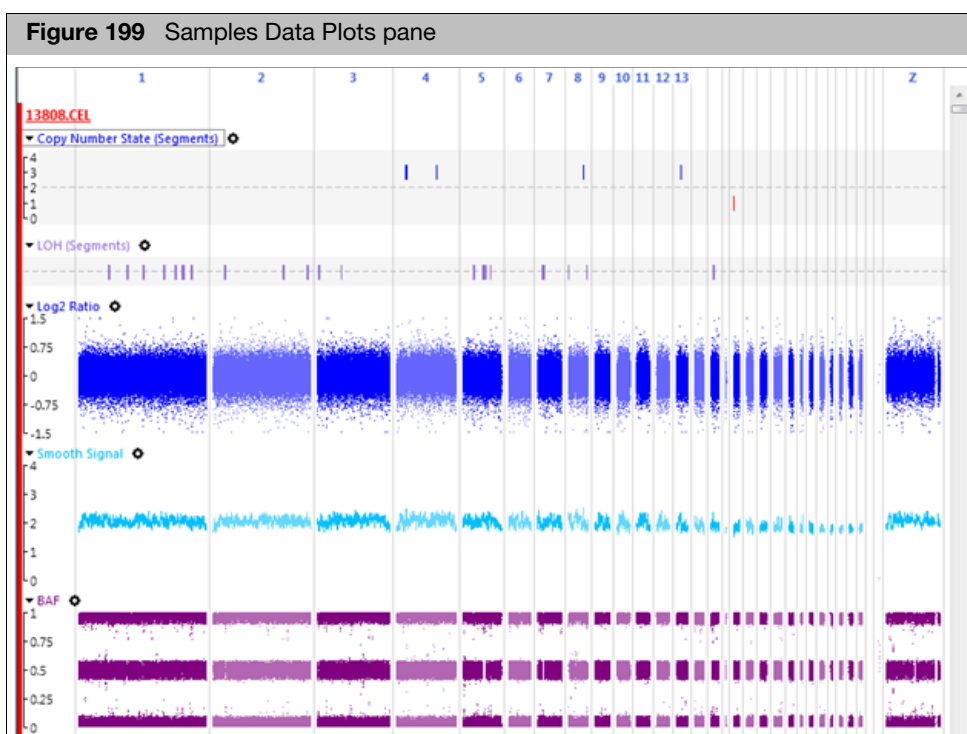 Figure 199 Samples Data Plots pane
1 2 3 4 5 6 7 8 9 10 11 12 13 Z
13808.CEL
Copy Number State (Segments)
4
3
2
1
0
LOH (Segments)
Log2 Ratio
1.5
0.75
0
-0.75
-1.5
Smooth Signal
4
3
2
1
0
BAF
1
0.75
0.5
0.25
0